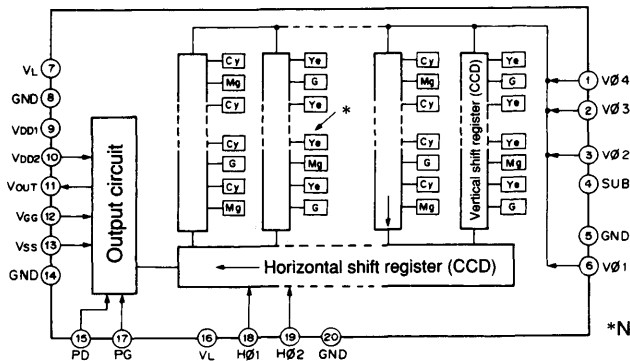 VL
7
GND
8
VDD1
9
VDD2
10
VOUT
11
VGG
12
VSS
13
GND
14
Output circuit
Cy
Mg
Cy
Cy
G
Cy
Mg
Ye
G
Ye
*
Ye
Mg
Ye
G
Cy
Mg
Cy
Cy
G
Cy
Mg
Vertical shift register (CCD)
Ye
G
Ye
Ye
Mg
Ye
G
1 VØ4
2 VØ3
3 VØ2
4 SUB
5 GND
6 VØ1
Horizontal shift register (CCD)
15 17 16 18 19 20
PD PG VL HØ1 HØ2 GND
*N